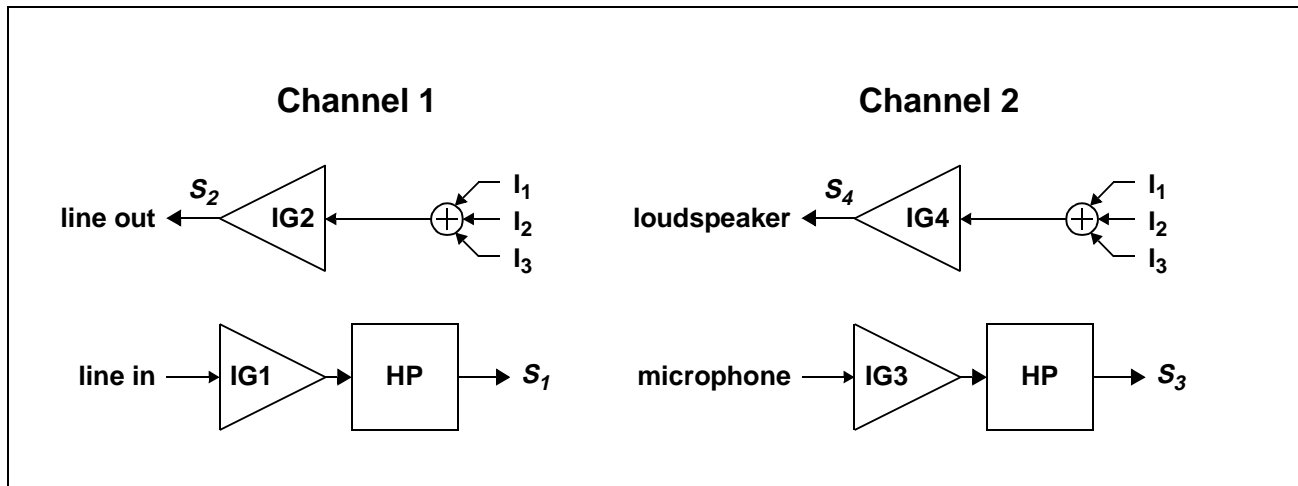 Channel 1
S2
line out
IG2
I1
I2
I3
line in
IG1
HP
S1
Channel 2
S4
loudspeaker
IG4
I1
I2
I3
microphone
IG3
HP
S3